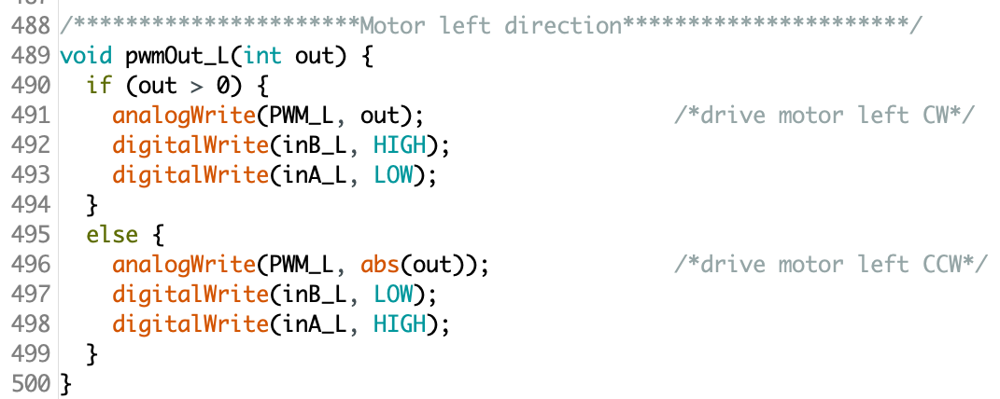 488 /**********************Motor left direction**********************/
489 void pwmOut_L(int out) {
490   if (out > 0) {
491     analogWrite(PWM_L, out);                   /*drive motor left CW*/
492     digitalWrite(inB_L, HIGH);
493     digitalWrite(inA_L, LOW);
494   }
495   else {
496     analogWrite(PWM_L, abs(out));              /*drive motor left CCW*/
497     digitalWrite(inB_L, LOW);
498     digitalWrite(inA_L, HIGH);
499   }
500 }